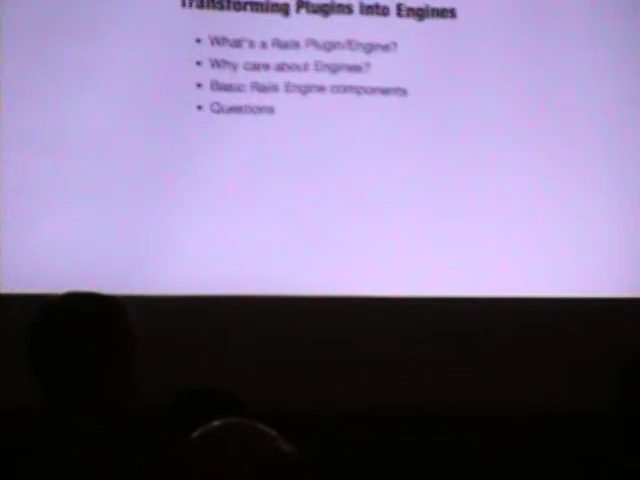 Transforming Plugins into Engines
• What's a Rails Plugin/Engine?
• Why care about Engines?
• Basic Rails Engine components
• Questions